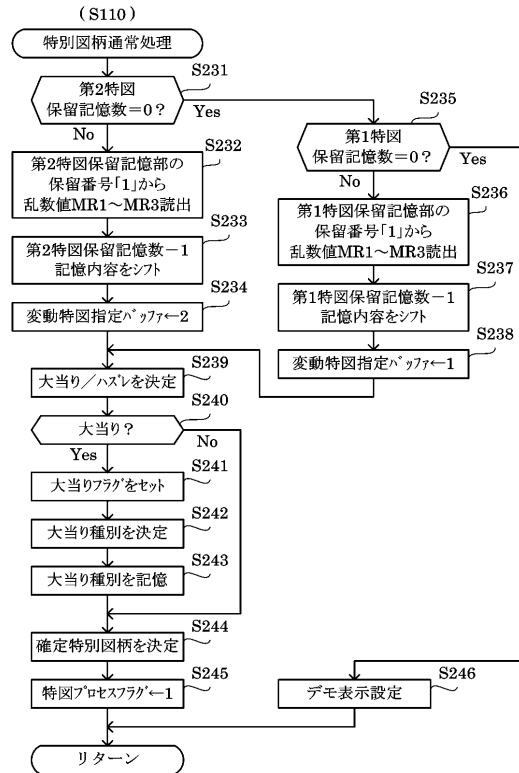 (S110)
特別図柄通常処理
S231
第2特図
保留記憶数=0?
Yes
No
S232
第2特図保留記憶部の
保留番号「1」から
乱数値MR1～MR3読出
S233
第2特図保留記憶数-1
記憶内容をシフト
S234
変動特図指定バッファ←2
S235
第1特図
保留記憶数=0?
Yes
No
S236
第1特図保留記憶部の
保留番号「1」から
乱数値MR1～MR3読出
S237
第1特図保留記憶数-1
記憶内容をシフト
S238
変動特図指定バッファ←1
S239
大当り/ハズレを決定
S240
大当り?
No
Yes
S241
大当りフラグをセット
S242
大当り種別を決定
S243
大当り種別を記憶
S244
確定特別図柄を決定
S245
特図プロセスフラグ←1
S246
デモ表示設定
リターン